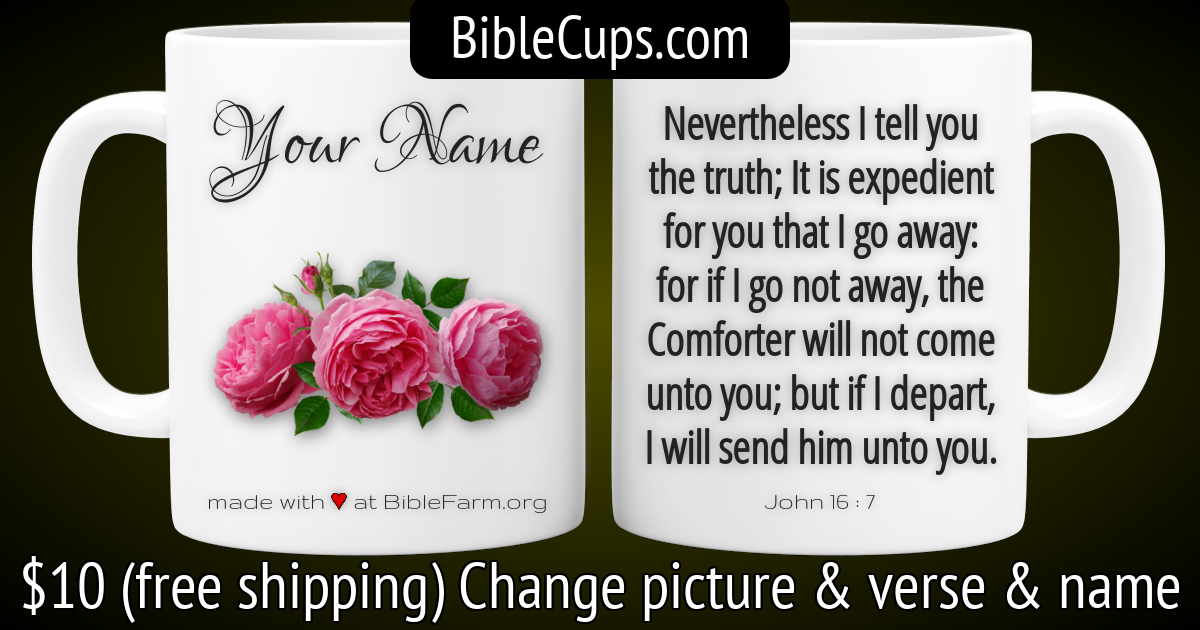 BibleCups.com
Your Name
made with ♥ at BibleFarm.org
Nevertheless I tell you
the truth; It is expedient
for you that I go away:
for if I go not away, the
Comforter will not come
unto you; but if I depart,
I will send him unto you.
John 16 : 7
$10 (free shipping) Change picture & verse & name